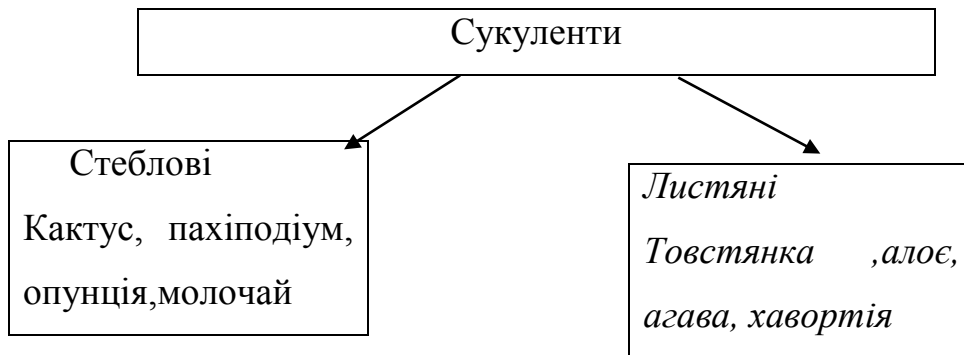 Сукуленти
Стеблові
Кактус, пахіподіум,
опунція,молочай
Листяні
Товстянка ,алоє,
агава, хавортія